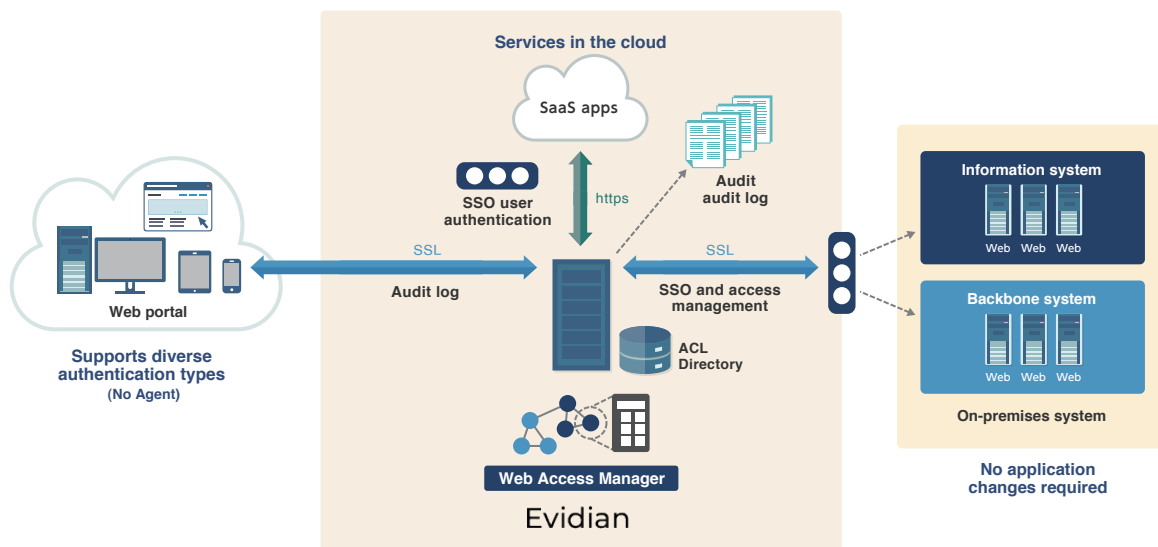 Services in the cloud
SaaS apps
SSO user
authentication
https
Audit
audit log
SSL
Audit log
SSL
SSO and access
management
ACL
Directory
Web Access Manager
Evidian
Web portal
Supports diverse
authentication types
(No Agent)
Information system
Web Web Web
Backbone system
Web Web Web
On-premises system
No application
changes required